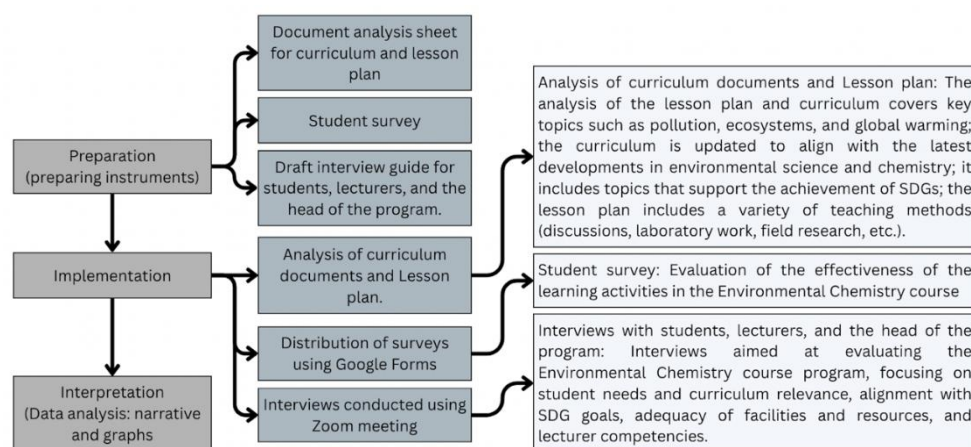 Document analysis sheet
for curriculum and lesson
plan
Student survey
Preparation
(preparing instruments)
Draft interview guide for
students, lecturers, and the
head of the program.
Implementation
Analysis of curriculum
documents and Lesson
plan.
Distribution of surveys
using Google Forms
Interpretation
(Data analysis: narrative
and graphs
Interviews conducted using
Zoom meeting
Analysis of curriculum documents and Lesson plan: The
analysis of the lesson plan and curriculum covers key
topics such as pollution, ecosystems, and global warming;
the curriculum is updated to align with the latest
developments in environmental science and chemistry; it
includes topics that support the achievement of SDGs; the
lesson plan includes a variety of teaching methods
(discussions, laboratory work, field research, etc.).
Student survey: Evaluation of the effectiveness of the
learning activities in the Environmental Chemistry course
Interviews with students, lecturers, and the head of the
program: Interviews aimed at evaluating the
Environmental Chemistry course program, focusing on
student needs and curriculum relevance, alignment with
SDG goals, adequacy of facilities and resources, and
lecturer competencies.